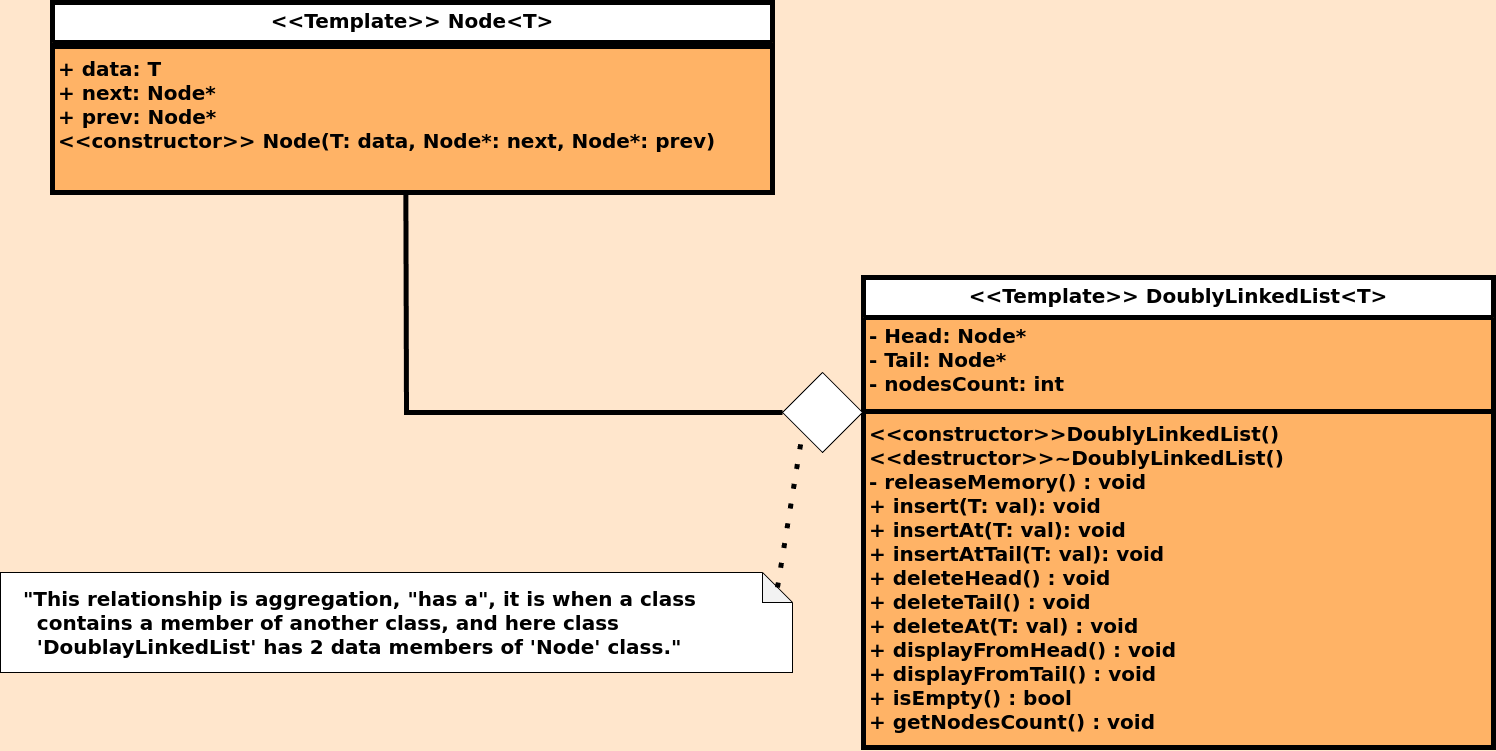 <<Template>> Node<T>
+ data: T
+ next: Node*
+ prev: Node*
<<constructor>> Node(T: data, Node*: next, Node*: prev)
<<Template>> DoublyLinkedList<T>
- Head: Node*
- Tail: Node*
- nodesCount: int
<<constructor>>DoublyLinkedList()
<<destructor>>~DoublyLinkedList()
- releaseMemory() : void
+ insert(T: val): void
+ insertAt(T: val): void
+ insertAtTail(T: val): void
+ deleteHead() : void
+ deleteTail() : void
+ deleteAt(T: val) : void
+ displayFromHead() : void
+ displayFromTail() : void
+ isEmpty() : bool
+ getNodesCount() : void
"This relationship is aggregation, "has a", it is when a class
contains a member of another class, and here class
'DoublayLinkedList' has 2 data members of 'Node' class."